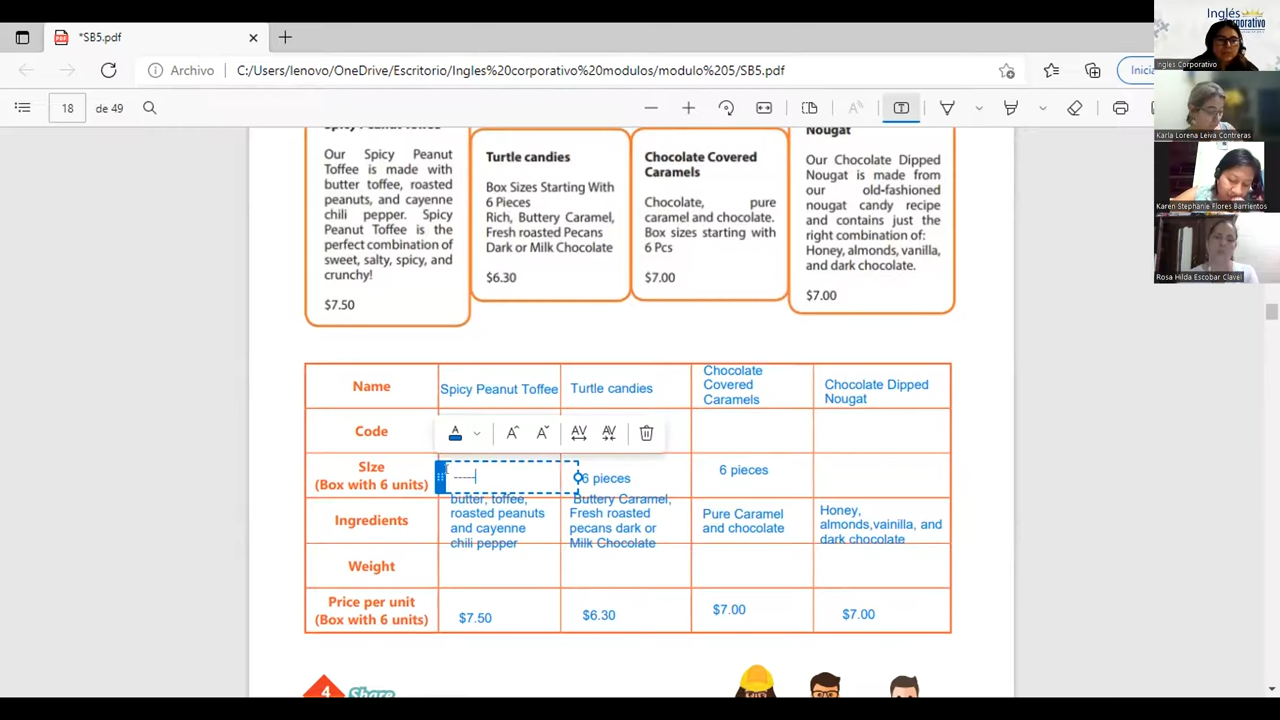 *SB5.pdf
Archivo
C:/Users/lenovo/OneDrive/Escritorio/Ingles%20corporativo%20modulos/modulo%205/SB5.pdf
Inicia
18 de 49
Inglés
Corporativo
Ingles Corporativo
Karla Lorena Leiva Contreras
Karen Stephanie Flores Barrientos
Rosa Hilda Escobar Clavel
Spicy Peanut Toffee
Our Spicy Peanut
Toffee is made with
butter toffee, roasted
peanuts, and cayenne
chili pepper. Spicy
Peanut Toffee is the
perfect combination of
sweet, salty, spicy, and
crunchy!
$7.50
Turtle candies
Box Sizes Starting With
6 Pieces
Rich, Buttery Caramel,
Fresh roasted Pecans
Dark or Milk Chocolate
$6.30
Chocolate Covered
Caramels
Chocolate, pure
caramel and chocolate.
Box sizes starting with
6 Pcs
$7.00
Nougat
Our Chocolate Dipped
Nougat is made from
our old-fashioned
nougat candy recipe
and contains just the
right combination of:
Honey, almonds, vanilla,
and dark chocolate.
$7.00
Name
Spicy Peanut Toffee
Turtle candies
Chocolate
Covered
Caramels
Chocolate Dipped
Nougat
Code
SIze
(Box with 6 units)
-----
6 pieces
6 pieces
Ingredients
butter, toffee,
roasted peanuts
and cayenne
chili pepper
Buttery Caramel,
Fresh roasted
pecans dark or
Milk Chocolate
Pure Caramel
and chocolate
Honey,
almonds,vainilla, and
dark chocolate
Weight
Price per unit
(Box with 6 units)
$7.50
$6.30
$7.00
$7.00
4
Share